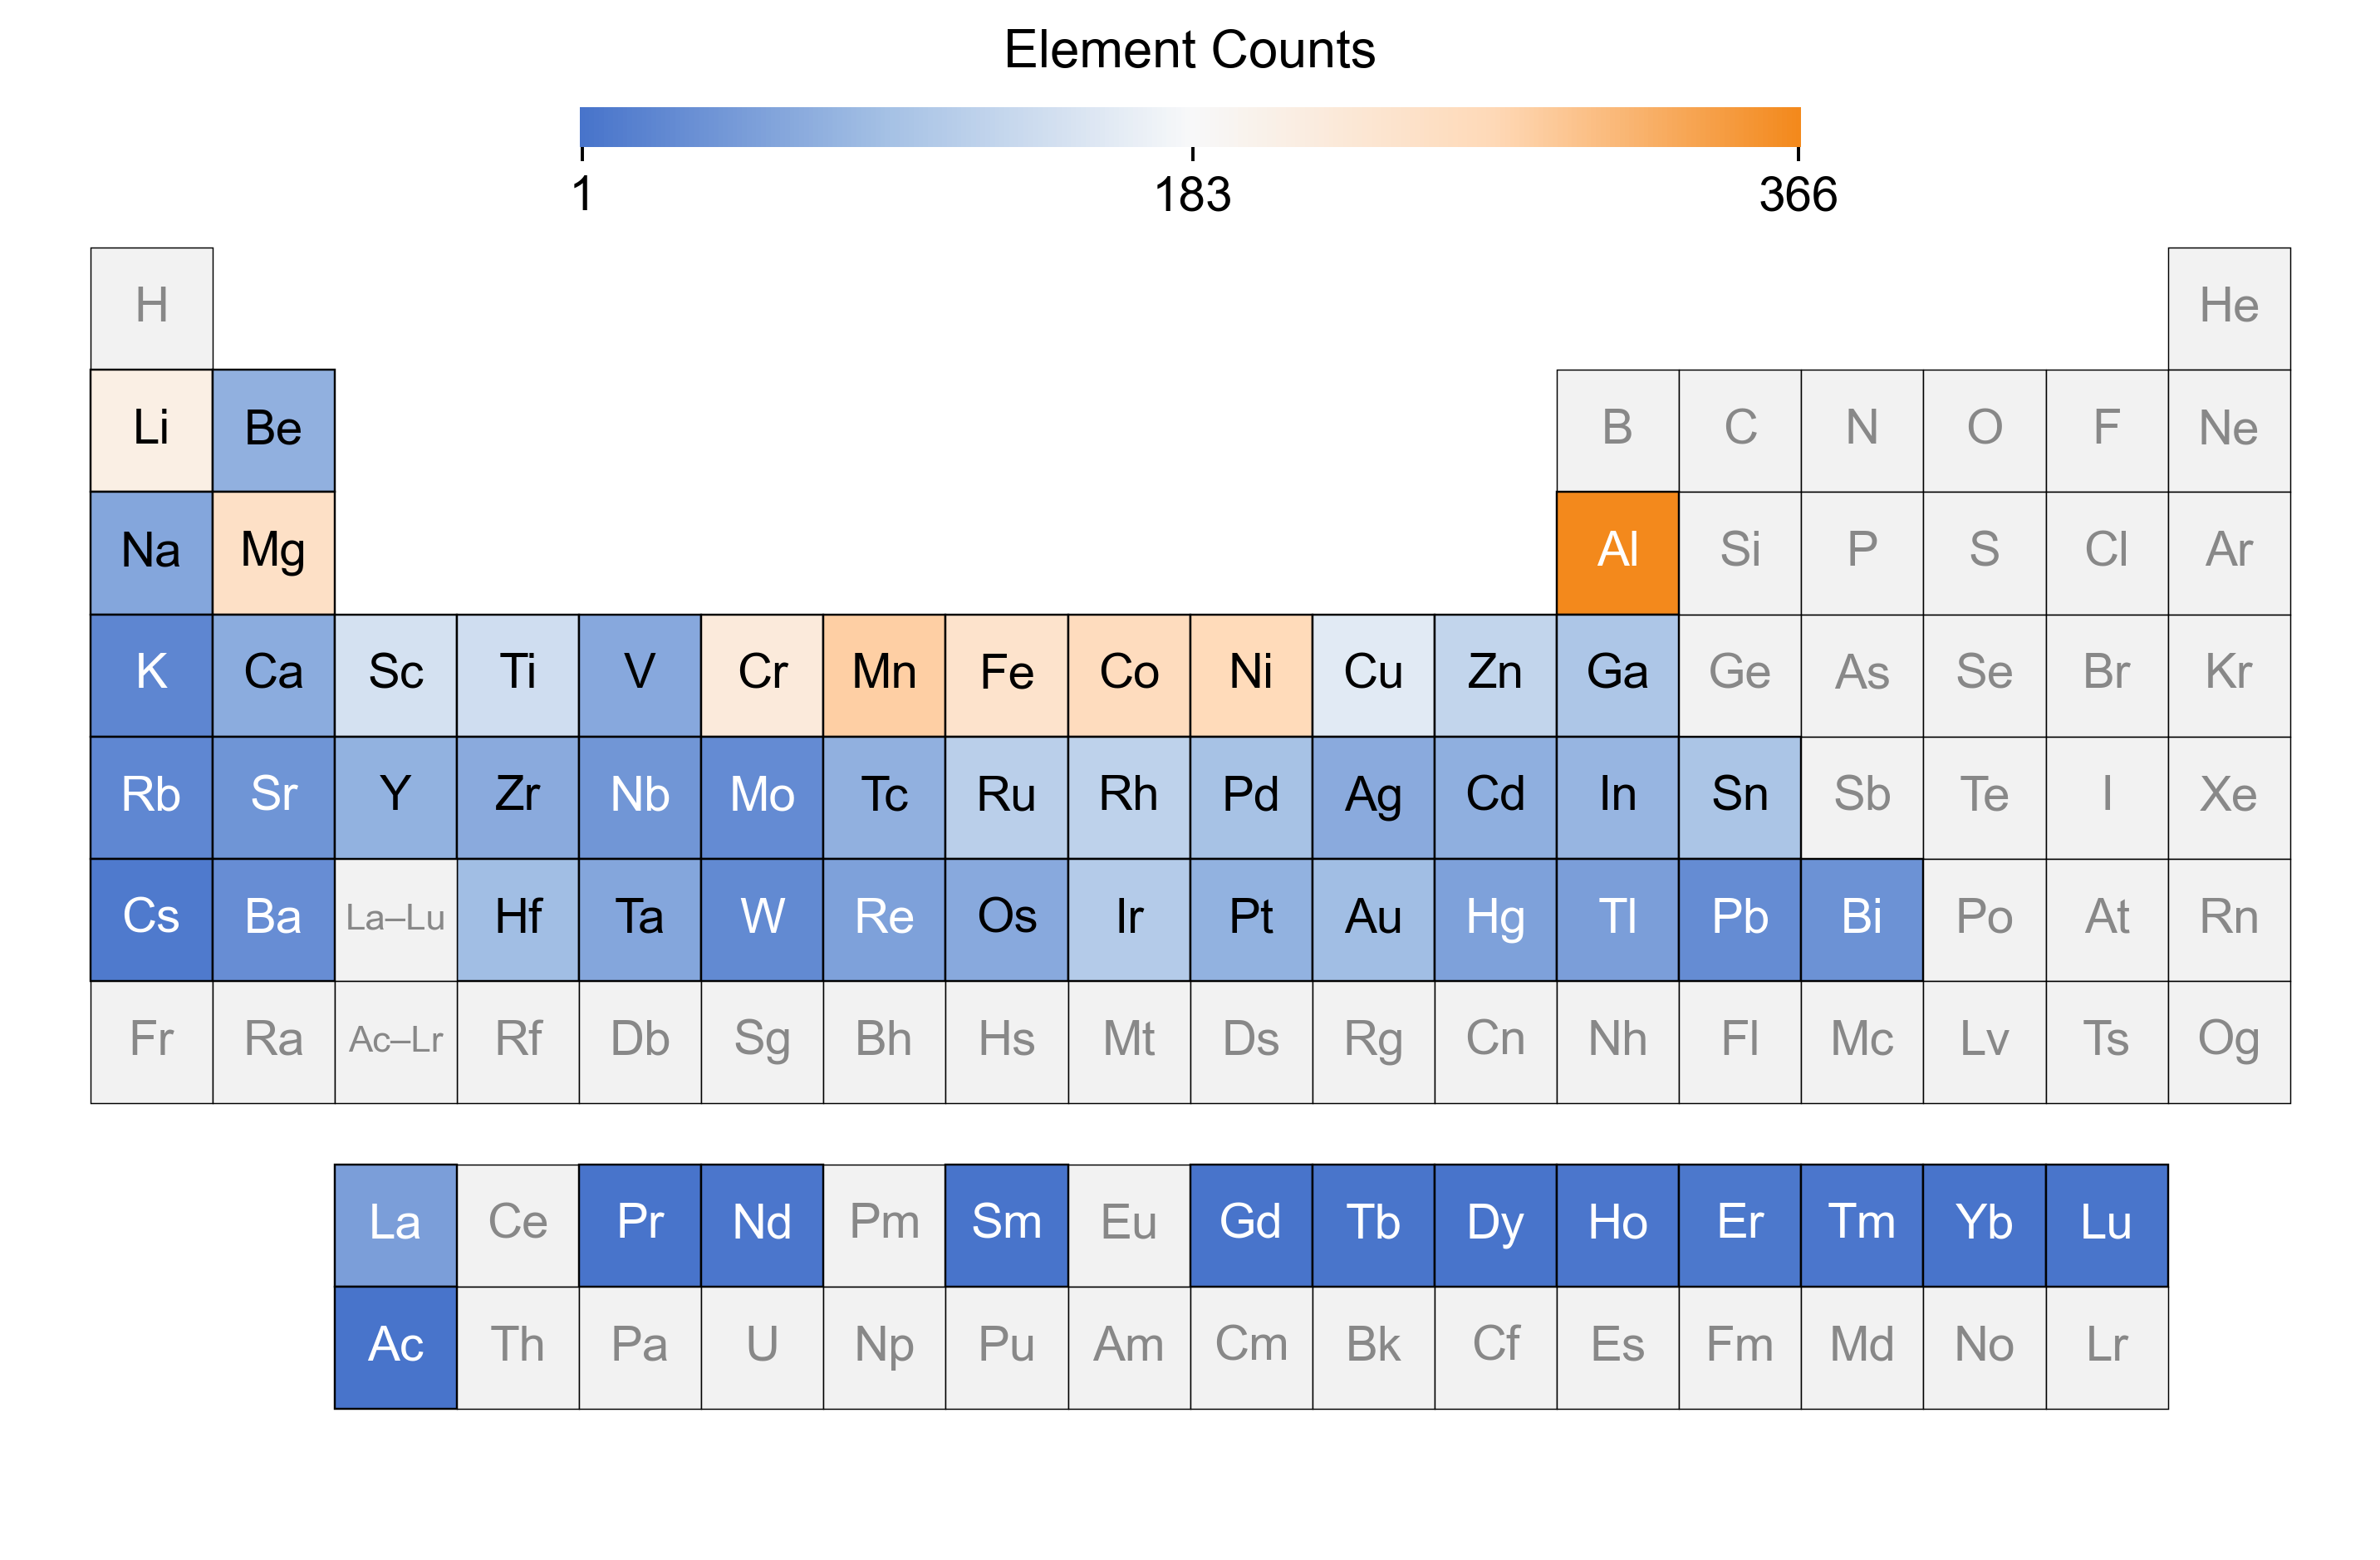 Element Counts
1 183 366
H He
Li Be B C N O F Ne
Na Mg Al Si P S Cl Ar
K Ca Sc Ti V Cr Mn Fe Co Ni Cu Zn Ga Ge As Se Br Kr
Rb Sr Y Zr Nb Mo Tc Ru Rh Pd Ag Cd In Sn Sb Te I Xe
Cs Ba La–Lu Hf Ta W Re Os Ir Pt Au Hg Tl Pb Bi Po At Rn
Fr Ra Ac–Lr Rf Db Sg Bh Hs Mt Ds Rg Cn Nh Fl Mc Lv Ts Og
La Ce Pr Nd Pm Sm Eu Gd Tb Dy Ho Er Tm Yb Lu
Ac Th Pa U Np Pu Am Cm Bk Cf Es Fm Md No Lr